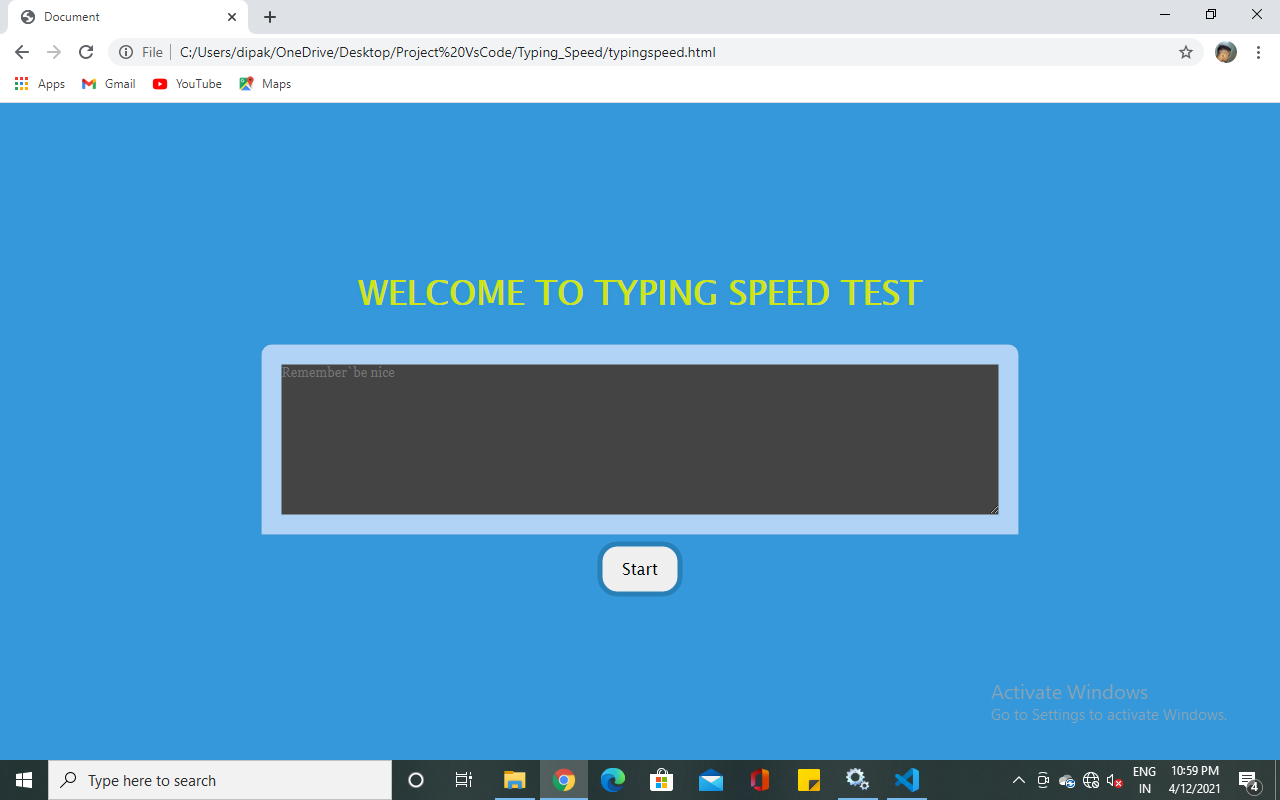 Document
File
C:/Users/dipak/OneDrive/Desktop/Project%20VsCode/Typing_Speed/typingspeed.html
Apps Gmail YouTube Maps
WELCOME TO TYPING SPEED TEST
Remember`be nice
Start
Activate Windows
Go to Settings to activate Windows.
Type here to search
ENG
IN
10:59 PM
4/12/2021
4